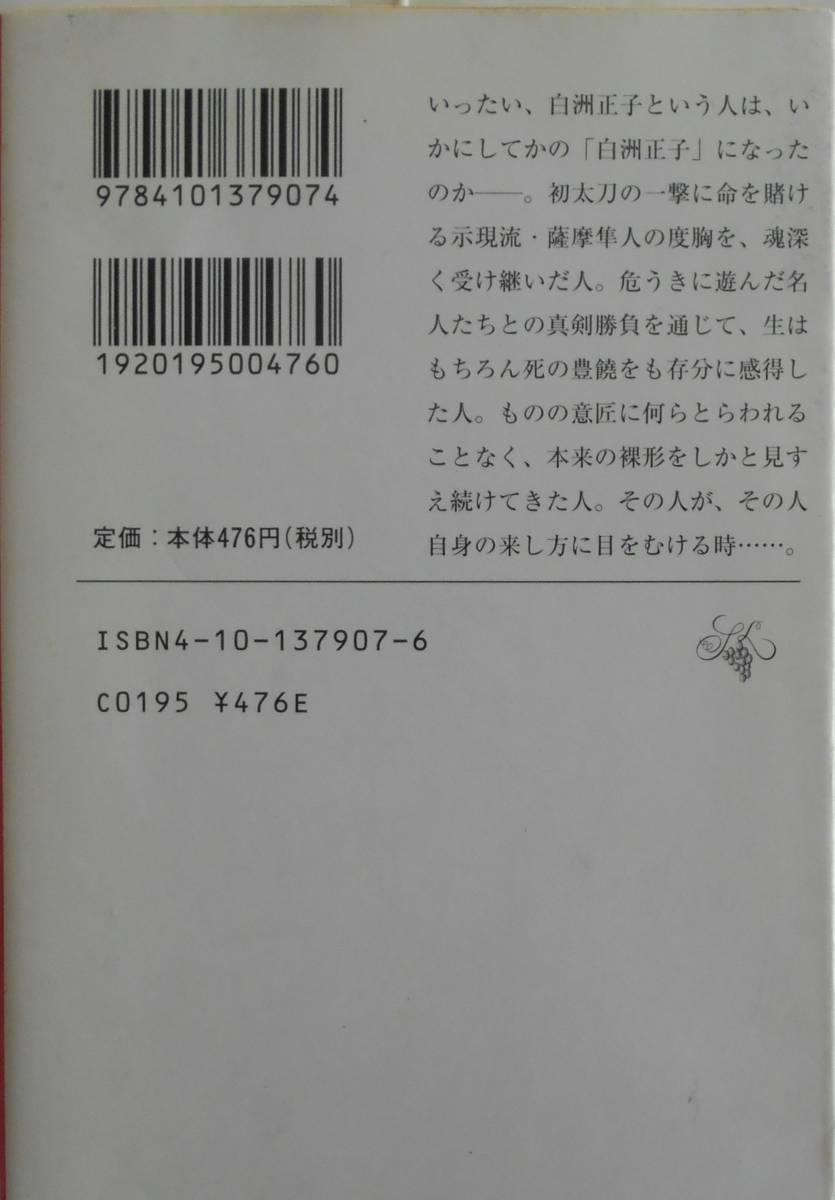 9784101379074
1920195004760
定価：本体476円（税別）
いったい、白洲正子という人は、い
かにしてかの「白洲正子」になった
のか――。初太刀の一撃に命を賭け
る示現流・薩摩隼人の度胸を、魂深
く受け継いだ人。危うきに遊んだ名
人たちとの真剣勝負を通じて、生は
もちろん死の豊饒をも存分に感得し
た人。ものの意匠に何らとらわれる
ことなく、本来の裸形をしかと見す
え続けてきた人。その人が、その人
自身の来し方に目をむける時……。
ISBN4-10-137907-6
C0195 ¥476E